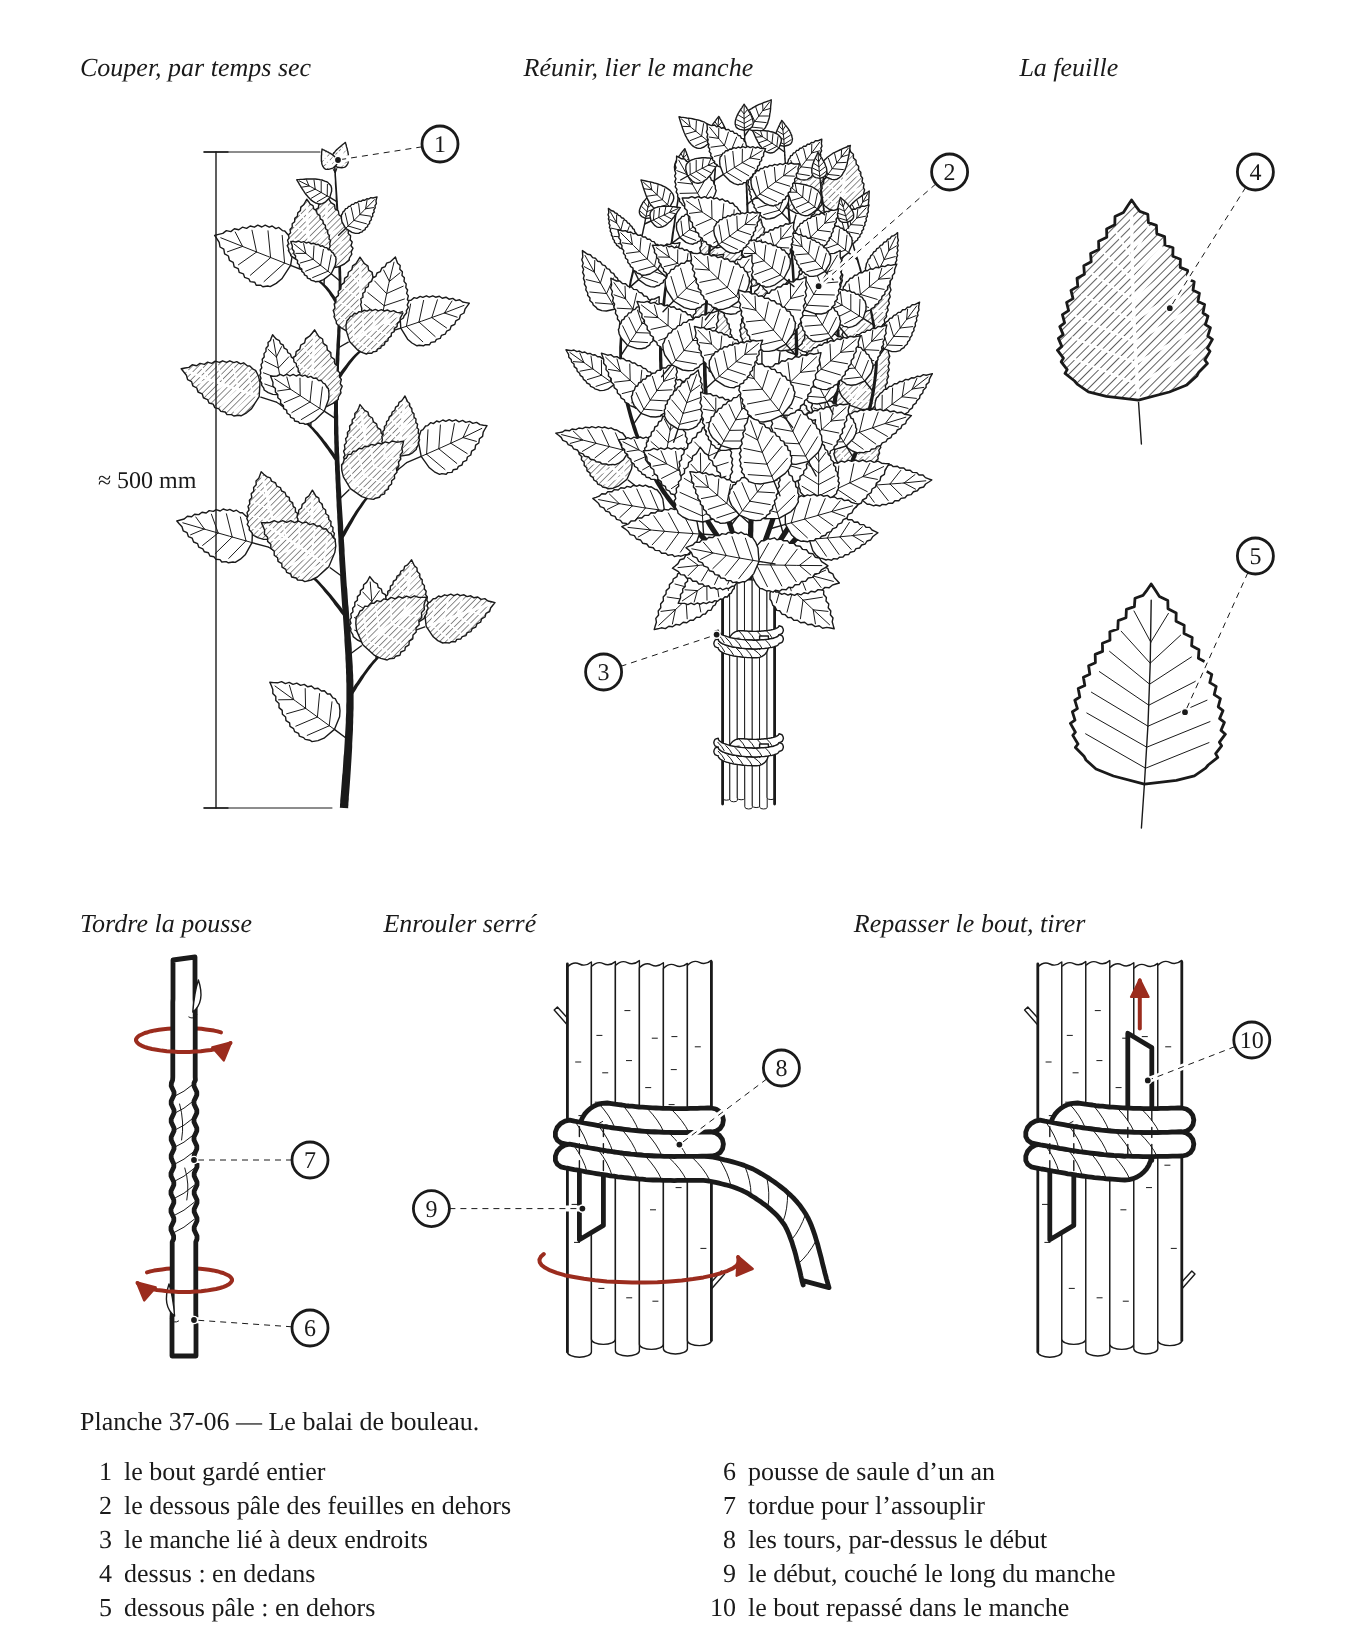 Couper, par temps sec
Réunir, lier le manche
La feuille
1
2
4
≈ 500 mm
5
3
Tordre la pousse
Enrouler serré
Repasser le bout, tirer
10
8
7
9
6
Planche 37-06 — Le balai de bouleau.
1 le bout gardé entier
2 le dessous pâle des feuilles en dehors
3 le manche lié à deux endroits
4 dessus : en dedans
5 dessous pâle : en dehors
6 pousse de saule d’un an
7 tordue pour l’assouplir
8 les tours, par-dessus le début
9 le début, couché le long du manche
10 le bout repassé dans le manche